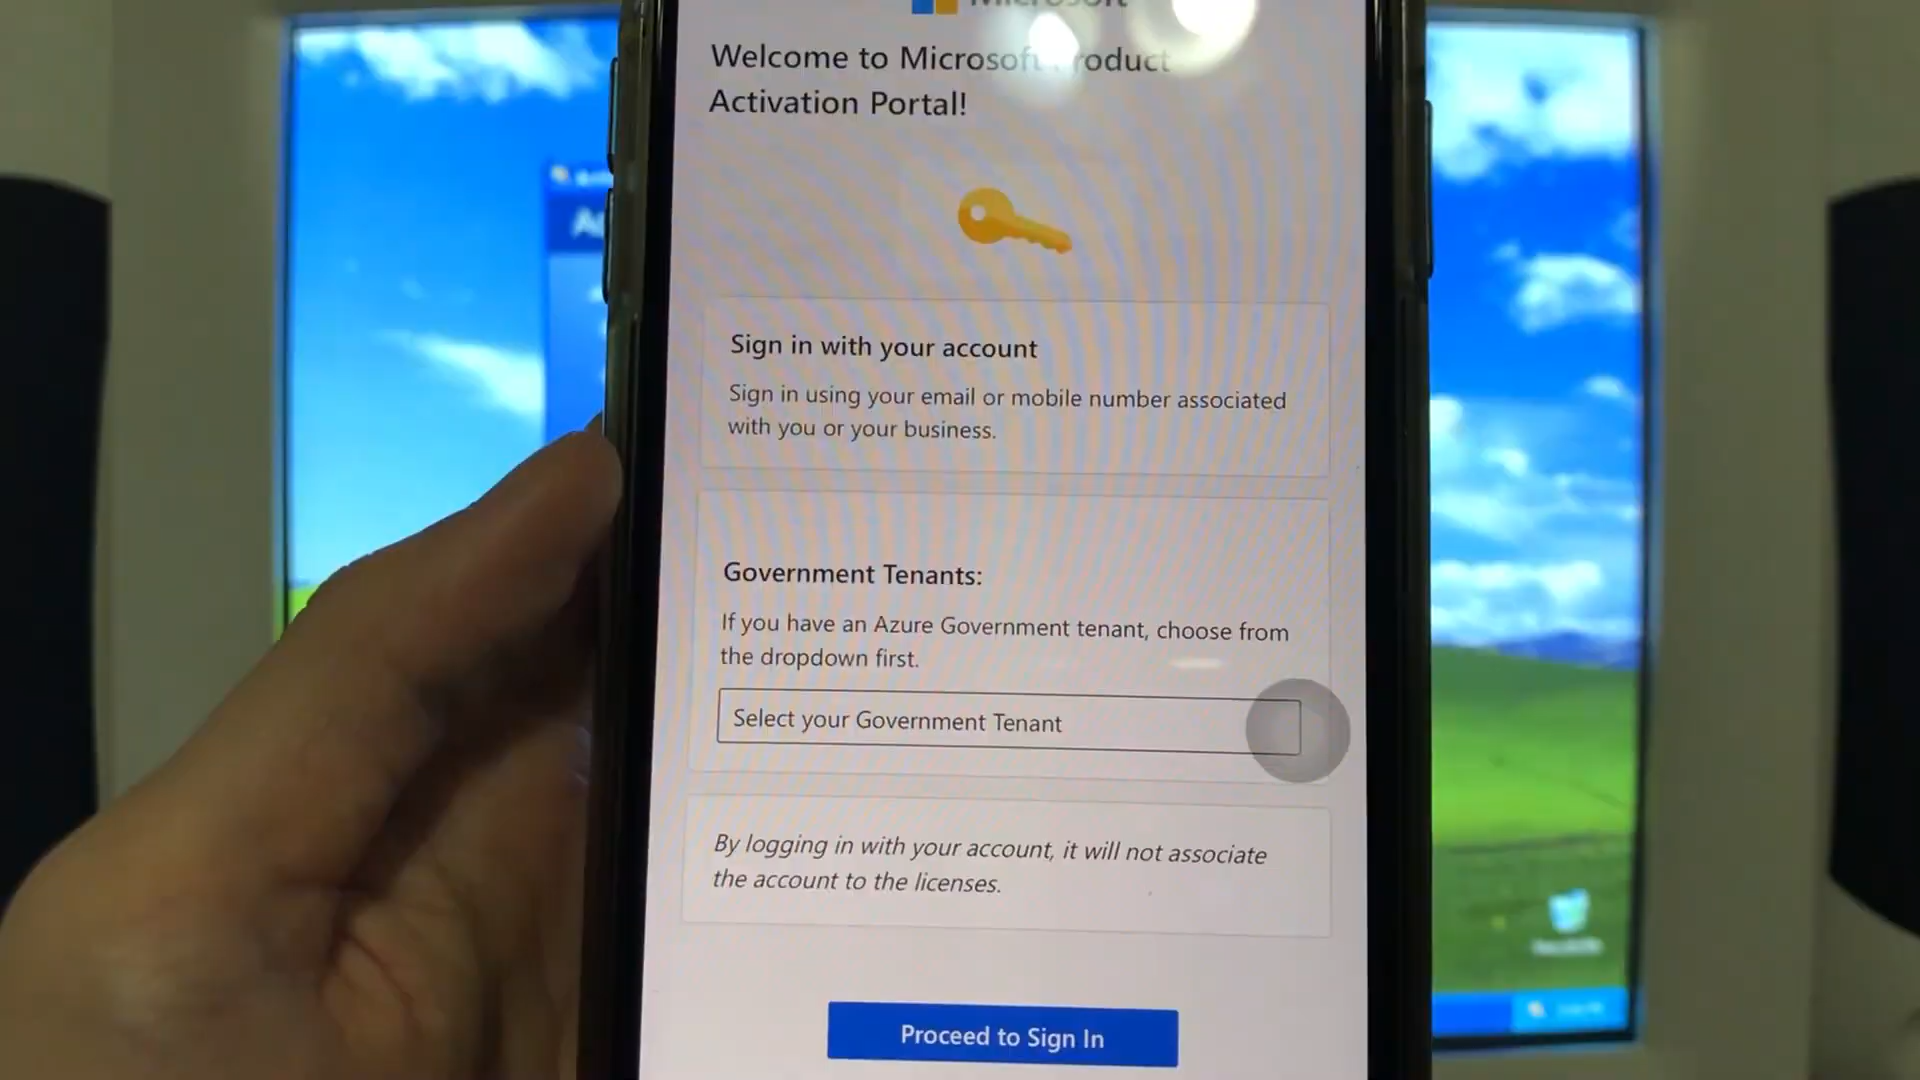 Microsoft
Welcome to Microsoft Product
Activation Portal!
Sign in with your account
Sign in using your email or mobile number associated
with you or your business.
Government Tenants:
If you have an Azure Government tenant, choose from
the dropdown first.
Select your Government Tenant
By logging in with your account, it will not associate
the account to the licenses.
Proceed to Sign In